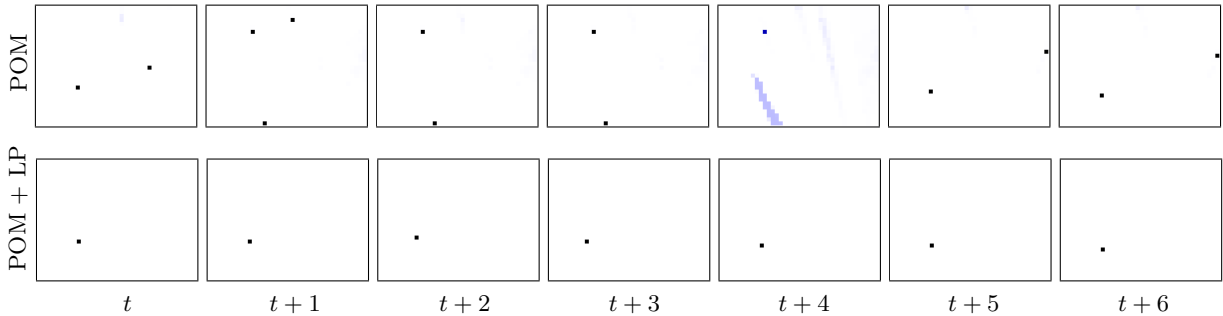 POM
POM + LP
t
t + 1
t + 2
t + 3
t + 4
t + 5
t + 6